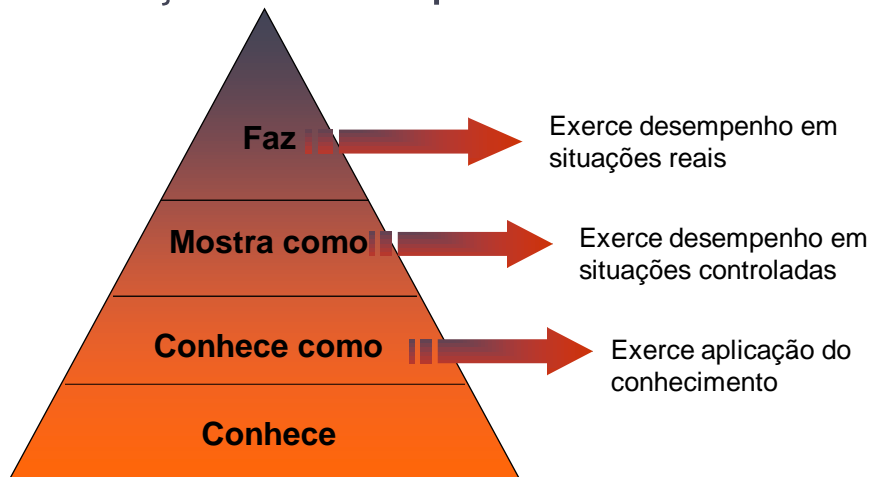 Faz
Exerce desempenho em
situações reais
Mostra como
Exerce desempenho em
situações controladas
Conhece como
Exerce aplicação do
conhecimento
Conhece